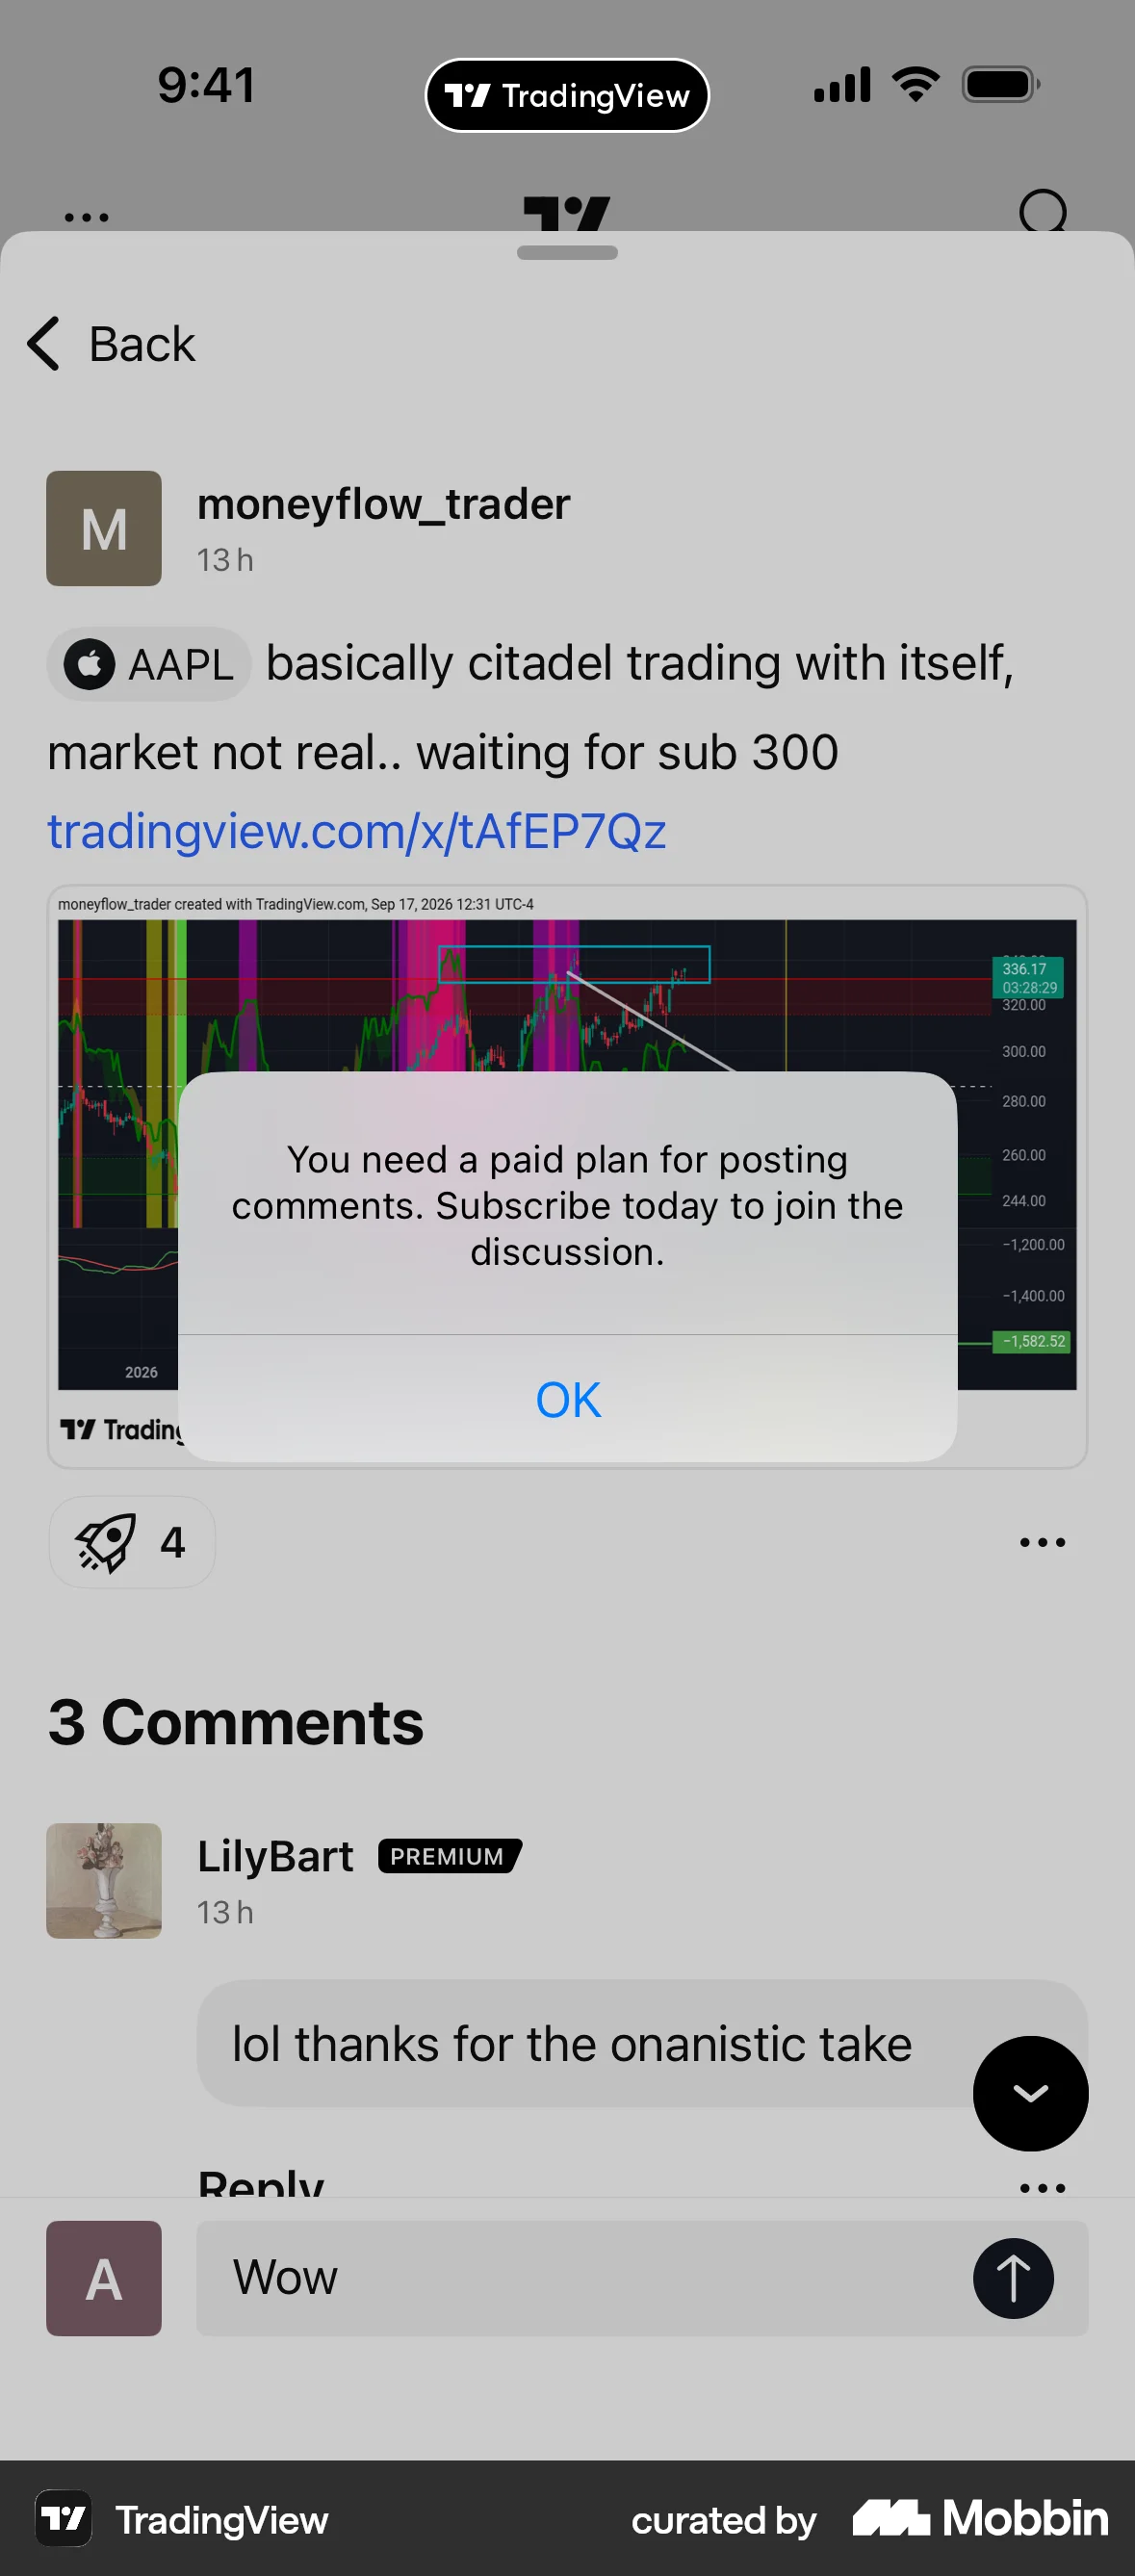 9:41
TradingView
Back
M
moneyflow_trader
13 h
AAPL basically citadel trading with itself,
market not real.. waiting for sub 300
tradingview.com/x/tAfEP7Qz
moneyflow_trader created with TradingView.com, Sep 17, 2026 12:31 UTC-4
336.17
03:28:29
320.00
300.00
280.00
260.00
244.00
−1,200.00
−1,400.00
−1,582.52
2026
You need a paid plan for posting
comments. Subscribe today to join the
discussion.
OK
4
3 Comments
LilyBart PREMIUM
13 h
lol thanks for the onanistic take
Reply
A
Wow
TradingView
curated by Mobbin